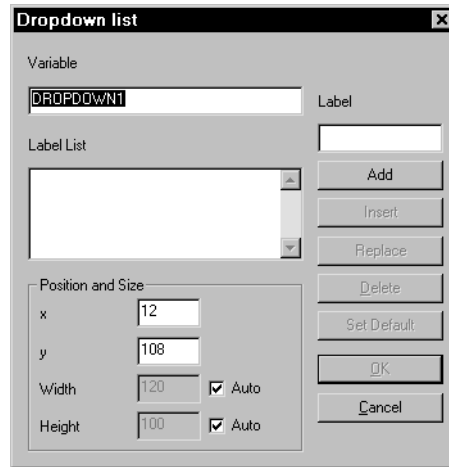 Dropdown list
Variable
DROPDOWN1
Label
Label List
Add
Insert
Replace
Delete
Set Default
OK
Cancel
Position and Size
x 12
y 108
Width 120 Auto
Height 100 Auto